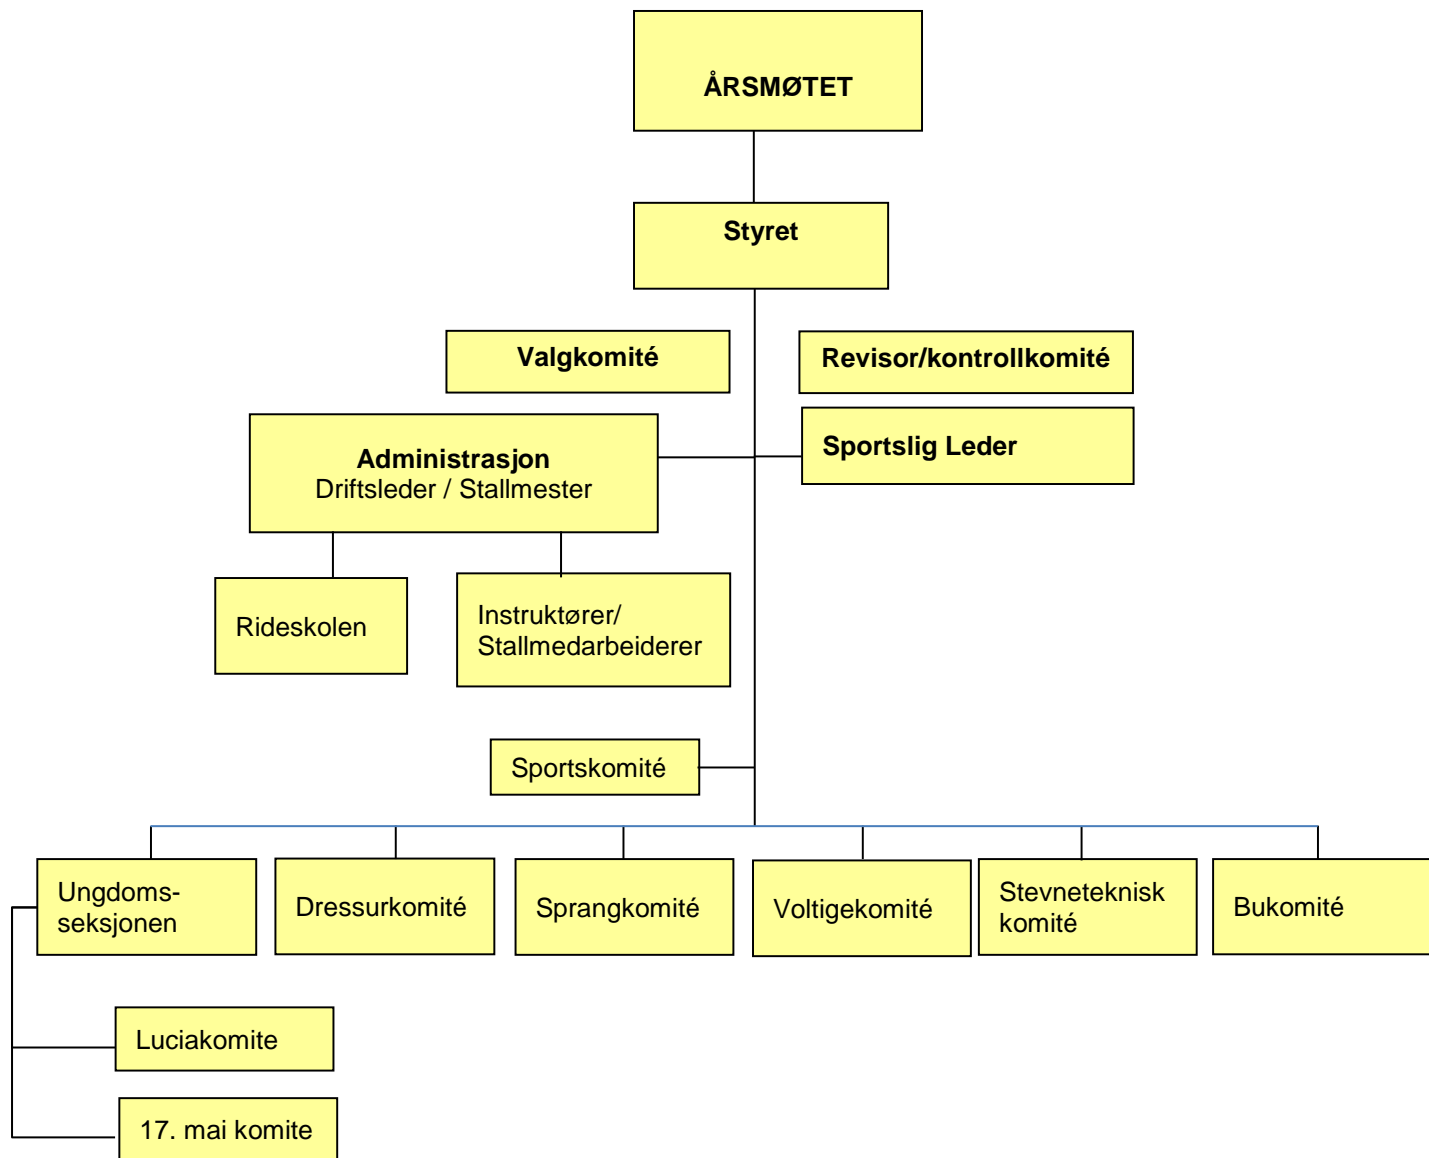 ÅRSMØTET
Styret
Valgkomité
Revisor/kontrollkomité
Administrasjon
Driftsleder / Stallmester
Sportslig Leder
Rideskolen
Instruktører/
Stallmedarbeiderer
Sportskomité
Ungdoms-
seksjonen
Dressurkomité
Sprangkomité
Voltigekomité
Stevneteknisk
komité
Bukomité
Luciakomite
17. mai komite